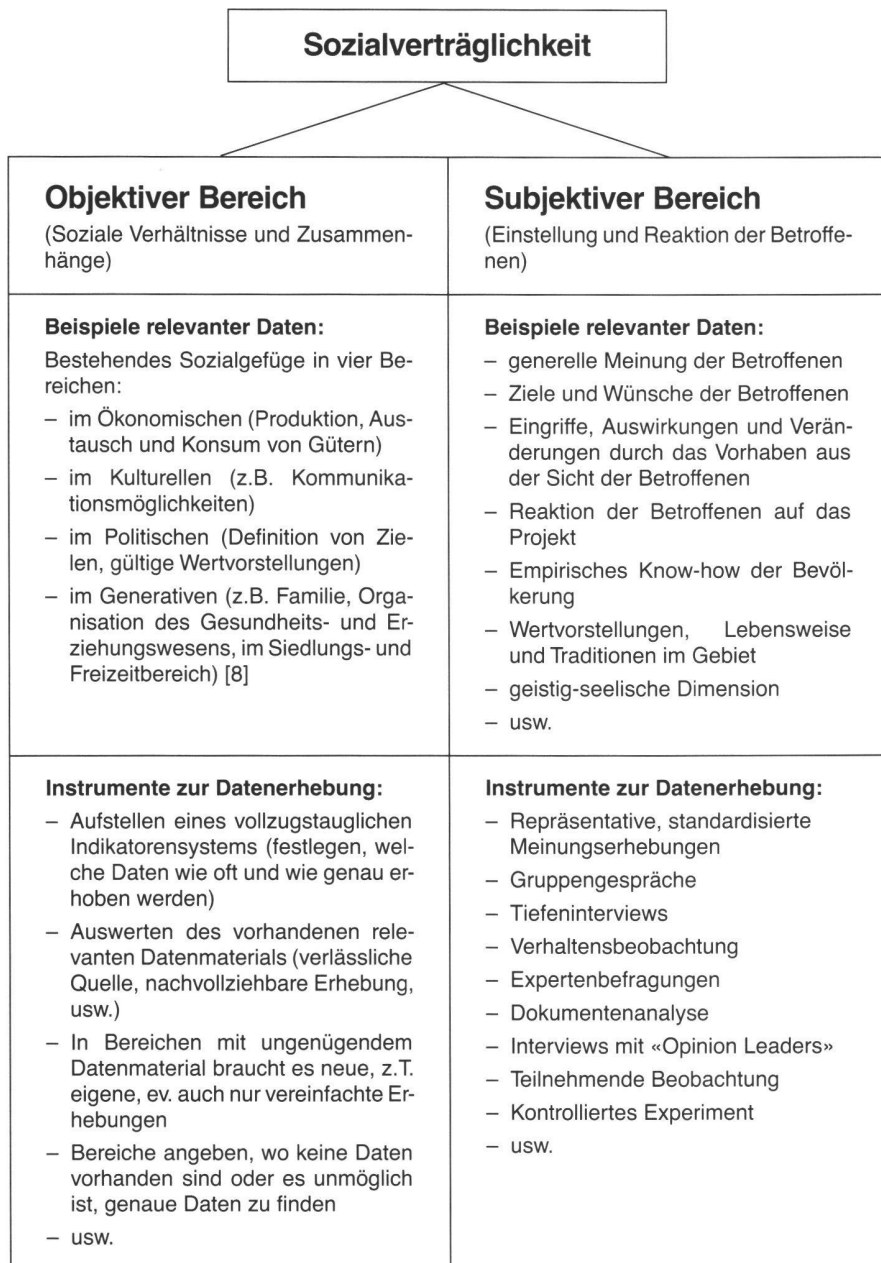 Sozialverträglichkeit
Objektiver Bereich
(Soziale Verhältnisse und Zusammen-
hänge)
Subjektiver Bereich
(Einstellung und Reaktion der Betroffe-
nen)
Beispiele relevanter Daten:
Bestehendes Sozialgefüge in vier Be-
reichen:
– im Ökonomischen (Produktion, Aus-
tausch und Konsum von Gütern)
– im Kulturellen (z.B. Kommunika-
tionsmöglichkeiten)
– im Politischen (Definition von Zie-
len, gültige Wertvorstellungen)
– im Generativen (z.B. Familie, Orga-
nisation des Gesundheits- und Er-
ziehungswesens, im Siedlungs- und
Freizeitbereich) [8]
Beispiele relevanter Daten:
– generelle Meinung der Betroffenen
– Ziele und Wünsche der Betroffenen
– Eingriffe, Auswirkungen und Verän-
derungen durch das Vorhaben aus
der Sicht der Betroffenen
– Reaktion der Betroffenen auf das
Projekt
– Empirisches Know-how der Bevöl-
kerung
– Wertvorstellungen, Lebensweise
und Traditionen im Gebiet
– geistig-seelische Dimension
– usw.
Instrumente zur Datenerhebung:
– Aufstellen eines vollzugstauglichen
Indikatorensystems (festlegen, wel-
che Daten wie oft und wie genau er-
hoben werden)
– Auswerten des vorhandenen rele-
vanten Datenmaterials (verlässliche
Quelle, nachvollziehbare Erhebung,
usw.)
– In Bereichen mit ungenügendem
Datenmaterial braucht es neue, z.T.
eigene, ev. auch nur vereinfachte Er-
hebungen
– Bereiche angeben, wo keine Daten
vorhanden sind oder es unmöglich
ist, genaue Daten zu finden
– usw.
Instrumente zur Datenerhebung:
– Repräsentative, standardisierte
Meinungserhebungen
– Gruppengespräche
– Tiefeninterviews
– Verhaltensbeobachtung
– Expertenbefragungen
– Dokumentenanalyse
– Interviews mit «Opinion Leaders»
– Teilnehmende Beobachtung
– Kontrolliertes Experiment
– usw.